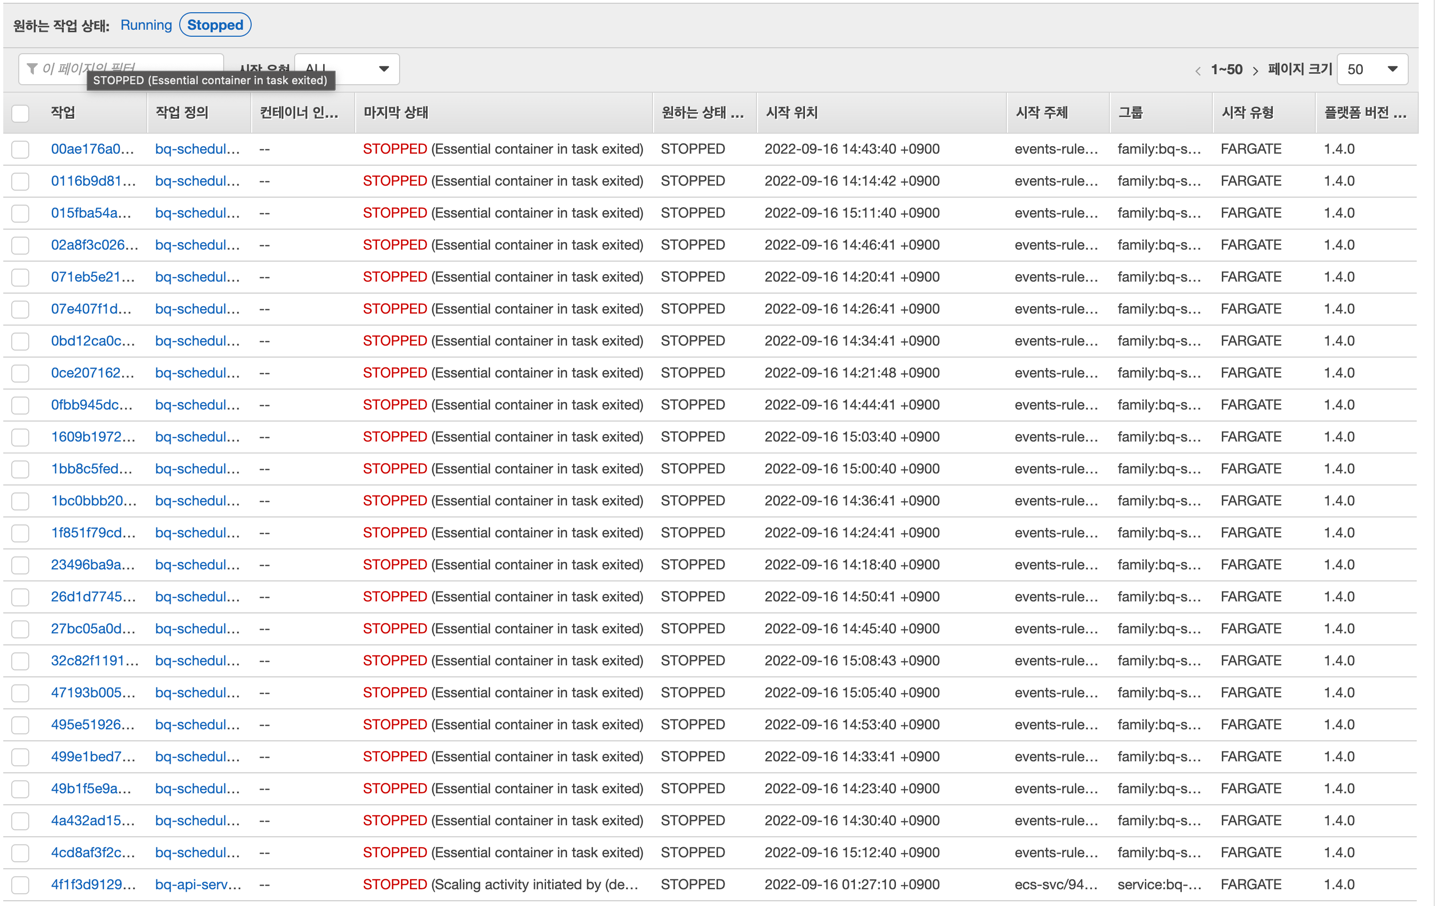 원하는 작업 상태: Running Stopped
이 페이지의 필터 시작 유형 ALL 1~50 페이지 크기 50
STOPPED (Essential container in task exited)
작업 작업 정의 컨테이너 인... 마지막 상태 원하는 상태 ... 시작 위치 시작 주체 그룹 시작 유형 플랫폼 버전 ...
00ae176a0... bq-schedul... -- STOPPED (Essential container in task exited) STOPPED 2022-09-16 14:43:40 +0900 events-rule... family:bq-s... FARGATE 1.4.0
0116b9d81... bq-schedul... -- STOPPED (Essential container in task exited) STOPPED 2022-09-16 14:14:42 +0900 events-rule... family:bq-s... FARGATE 1.4.0
015fba54a... bq-schedul... -- STOPPED (Essential container in task exited) STOPPED 2022-09-16 15:11:40 +0900 events-rule... family:bq-s... FARGATE 1.4.0
02a8f3c026... bq-schedul... -- STOPPED (Essential container in task exited) STOPPED 2022-09-16 14:46:41 +0900 events-rule... family:bq-s... FARGATE 1.4.0
071eb5e21... bq-schedul... -- STOPPED (Essential container in task exited) STOPPED 2022-09-16 14:20:41 +0900 events-rule... family:bq-s... FARGATE 1.4.0
07e407f1d... bq-schedul... -- STOPPED (Essential container in task exited) STOPPED 2022-09-16 14:26:41 +0900 events-rule... family:bq-s... FARGATE 1.4.0
0bd12ca0c... bq-schedul... -- STOPPED (Essential container in task exited) STOPPED 2022-09-16 14:34:41 +0900 events-rule... family:bq-s... FARGATE 1.4.0
0ce207162... bq-schedul... -- STOPPED (Essential container in task exited) STOPPED 2022-09-16 14:21:48 +0900 events-rule... family:bq-s... FARGATE 1.4.0
0fbb945dc... bq-schedul... -- STOPPED (Essential container in task exited) STOPPED 2022-09-16 14:44:41 +0900 events-rule... family:bq-s... FARGATE 1.4.0
1609b1972... bq-schedul... -- STOPPED (Essential container in task exited) STOPPED 2022-09-16 15:03:40 +0900 events-rule... family:bq-s... FARGATE 1.4.0
1bb8c5fed... bq-schedul... -- STOPPED (Essential container in task exited) STOPPED 2022-09-16 15:00:40 +0900 events-rule... family:bq-s... FARGATE 1.4.0
1bc0bbb20... bq-schedul... -- STOPPED (Essential container in task exited) STOPPED 2022-09-16 14:36:41 +0900 events-rule... family:bq-s... FARGATE 1.4.0
1f851f79cd... bq-schedul... -- STOPPED (Essential container in task exited) STOPPED 2022-09-16 14:24:41 +0900 events-rule... family:bq-s... FARGATE 1.4.0
23496ba9a... bq-schedul... -- STOPPED (Essential container in task exited) STOPPED 2022-09-16 14:18:40 +0900 events-rule... family:bq-s... FARGATE 1.4.0
26d1d7745... bq-schedul... -- STOPPED (Essential container in task exited) STOPPED 2022-09-16 14:50:41 +0900 events-rule... family:bq-s... FARGATE 1.4.0
27bc05a0d... bq-schedul... -- STOPPED (Essential container in task exited) STOPPED 2022-09-16 14:45:40 +0900 events-rule... family:bq-s... FARGATE 1.4.0
32c82f1191... bq-schedul... -- STOPPED (Essential container in task exited) STOPPED 2022-09-16 15:08:43 +0900 events-rule... family:bq-s... FARGATE 1.4.0
47193b005... bq-schedul... -- STOPPED (Essential container in task exited) STOPPED 2022-09-16 15:05:40 +0900 events-rule... family:bq-s... FARGATE 1.4.0
495e51926... bq-schedul... -- STOPPED (Essential container in task exited) STOPPED 2022-09-16 14:53:40 +0900 events-rule... family:bq-s... FARGATE 1.4.0
499e1bed7... bq-schedul... -- STOPPED (Essential container in task exited) STOPPED 2022-09-16 14:33:41 +0900 events-rule... family:bq-s... FARGATE 1.4.0
49b1f5e9a... bq-schedul... -- STOPPED (Essential container in task exited) STOPPED 2022-09-16 14:23:40 +0900 events-rule... family:bq-s... FARGATE 1.4.0
4a432ad15... bq-schedul... -- STOPPED (Essential container in task exited) STOPPED 2022-09-16 14:30:40 +0900 events-rule... family:bq-s... FARGATE 1.4.0
4cd8af3f2c... bq-schedul... -- STOPPED (Essential container in task exited) STOPPED 2022-09-16 15:12:40 +0900 events-rule... family:bq-s... FARGATE 1.4.0
4f1f3d9129... bq-api-serv... -- STOPPED (Scaling activity initiated by (de... STOPPED 2022-09-16 01:27:10 +0900 ecs-svc/94... service:bq-... FARGATE 1.4.0